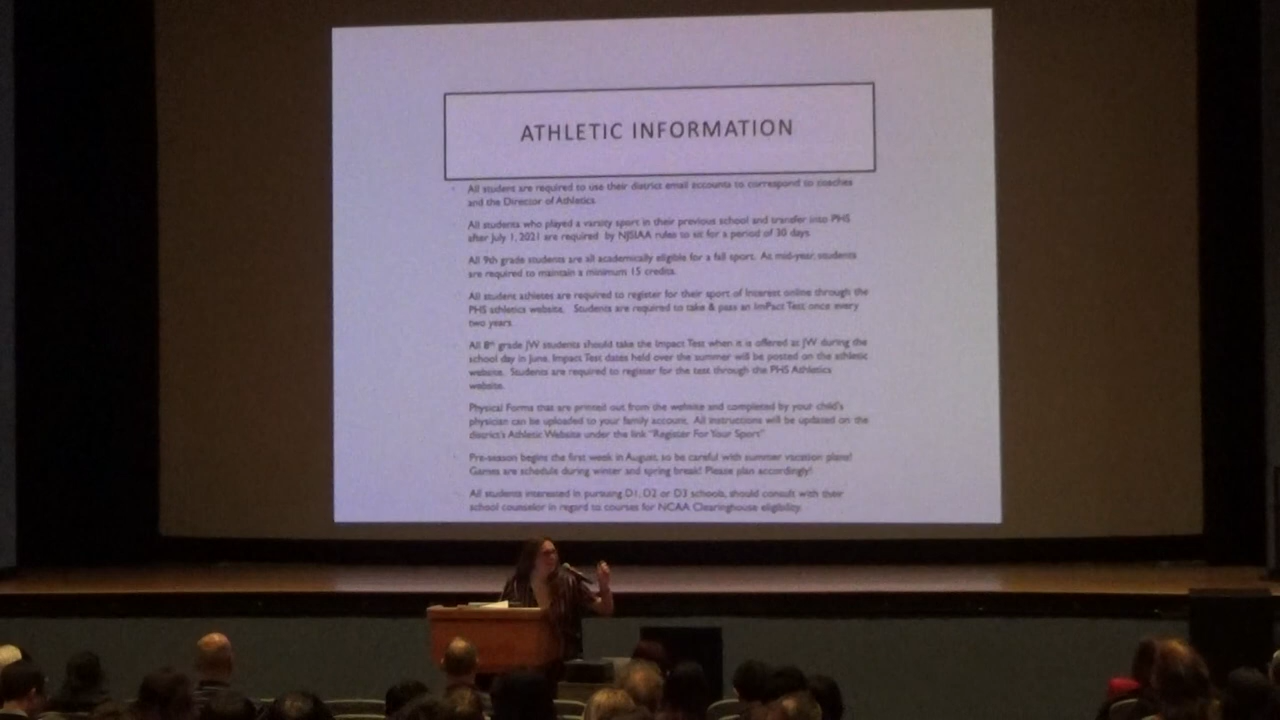 ATHLETIC INFORMATION
All student are required to use their district email accounts to correspond to coaches
and the Director of Athletics
All students who played a varsity sport in their previous school and transfer into PHS
after July 1, 2021 are required by NJSIAA rules to sit for a period of 30 days
All 9th grade students are all academically eligible for a fall sport. At mid-year, students
are required to maintain a minimum 15 credits.
All student athletes are required to register for their sport of Interest online through the
PHS athletics website. Students are required to take & pass an ImPact Test once every
two years.
All 8th grade JW students should take the Impact Test when it is offered at JW during the
school day in June. Impact Test dates held over the summer will be posted on the athletic
website. Students are required to register for the test through the PHS Athletics
website.
Physical Forms that are printed out from the website and completed by your child's
physician can be uploaded to your family account. All instructions will be updated on the
district's Athletic Website under the link "Register For Your Sport"
Pre-season begins the first week in August, so be careful with summer vacation plans!
Games are schedule during winter and spring break! Please plan accordingly!
All students interested in pursuing D1, D2 or D3 schools, should consult with their
school counselor in regard to courses for NCAA Clearinghouse eligibility.